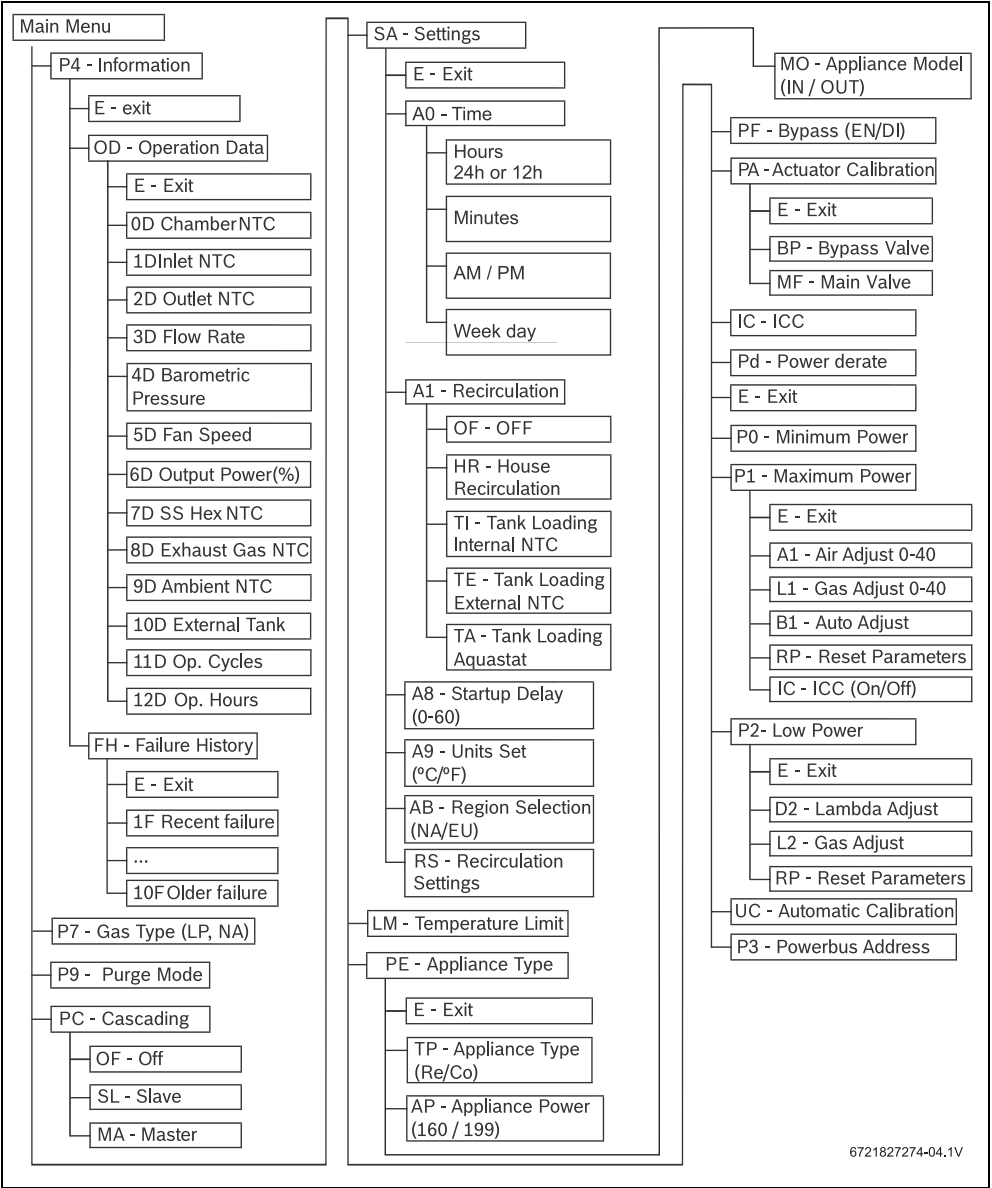 Main Menu
P4 - Information
E - exit
OD - Operation Data
E - Exit
0D Chamber NTC
1DInlet NTC
2D Outlet NTC
3D Flow Rate
4D Barometric
Pressure
5D Fan Speed
6D Output Power(%)
7D SS Hex NTC
8D Exhaust Gas NTC
9D Ambient NTC
10D External Tank
11D Op. Cycles
12D Op. Hours
FH - Failure History
E - Exit
1F Recent failure
...
10F Older failure
P7 - Gas Type (LP, NA)
P9 - Purge Mode
PC - Cascading
OF - Off
SL - Slave
MA - Master
SA - Settings
E - Exit
A0 - Time
Hours
24h or 12h
Minutes
AM / PM
Week day
A1 - Recirculation
OF - OFF
HR - House
Recirculation
TI - Tank Loading
Internal NTC
TE - Tank Loading
External NTC
TA - Tank Loading
Aquastat
A8 - Startup Delay
(0-60)
A9 - Units Set
(ºC/ºF)
AB - Region Selection
(NA/EU)
RS - Recirculation
Settings
LM - Temperature Limit
PE - Appliance Type
E - Exit
TP - Appliance Type
(Re/Co)
AP - Appliance Power
(160 / 199)
MO - Appliance Model
(IN / OUT)
PF - Bypass (EN/DI)
PA - Actuator Calibration
E - Exit
BP - Bypass Valve
MF - Main Valve
IC - ICC
Pd - Power derate
E - Exit
P0 - Minimum Power
P1 - Maximum Power
E - Exit
A1 - Air Adjust 0-40
L1 - Gas Adjust 0-40
B1 - Auto Adjust
RP - Reset Parameters
IC - ICC (On/Off)
P2- Low Power
E - Exit
D2 - Lambda Adjust
L2 - Gas Adjust
RP - Reset Parameters
UC - Automatic Calibration
P3 - Powerbus Address
6721827274-04.1V